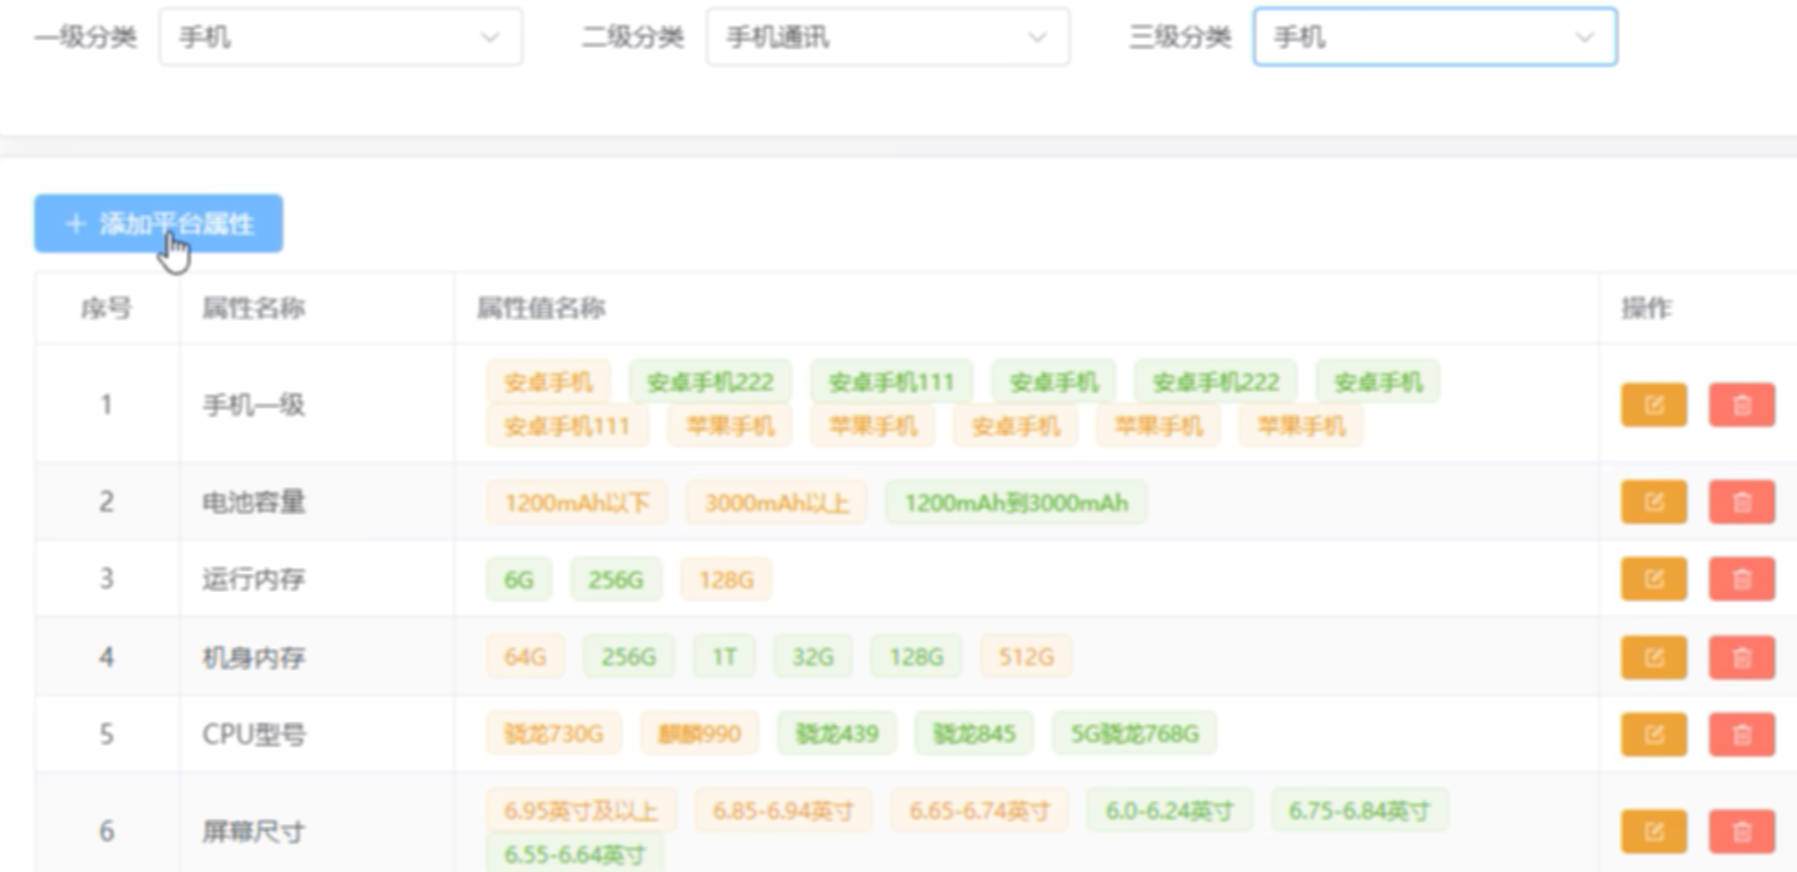 一级分类 手机 二级分类 手机通讯 三级分类 手机
+ 添加平台属性
序号 属性名称 属性值名称 操作
安卓手机 安卓手机222 安卓手机111 安卓手机 安卓手机222 安卓手机
1 手机一级
安卓手机111 苹果手机 苹果手机 安卓手机 苹果手机 苹果手机
2 电池容量 1200mAh以下 3000mAh以上 1200mAh到3000mAh
3 运行内存 6G 256G 128G
4 机身内存 64G 256G 1T 32G 128G 512G
5 CPU型号 骁龙730G 麒麟990 骁龙439 骁龙845 5G骁龙768G
6.95英寸及以上 6.85-6.94英寸 6.65-6.74英寸 6.0-6.24英寸 6.75-6.84英寸
6 屏幕尺寸
6.55-6.64英寸